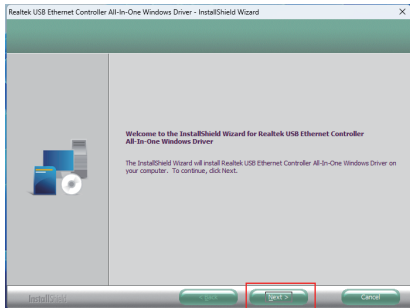 Realtek USB Ethernet Controller All-In-One Windows Driver - InstallShield Wizard
Welcome to the InstallShield Wizard for Realtek USB Ethernet Controller
All-In-One Windows Driver
The InstallShield Wizard will install Realtek USB Ethernet Controller All-In-One Windows Driver on
your computer. To continue, click Next.
InstallShield
< Back
Next >
Cancel